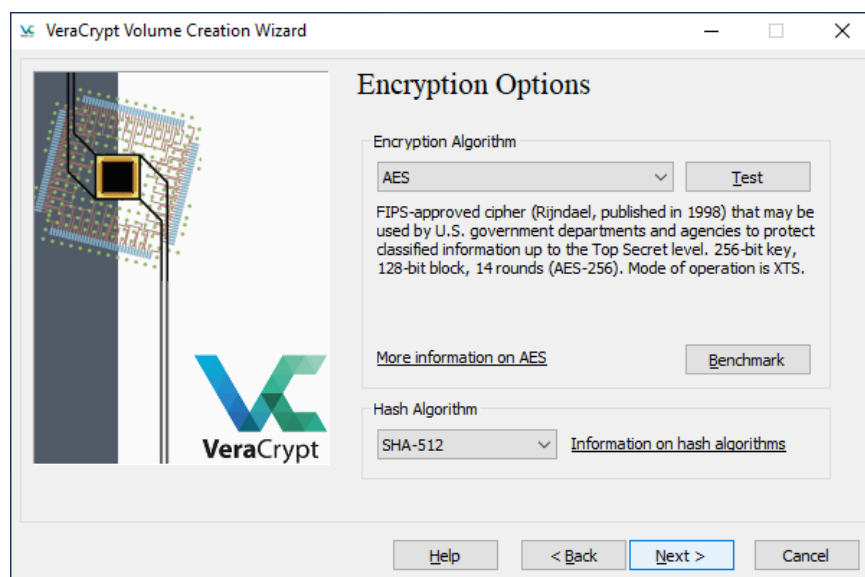 VeraCrypt Volume Creation Wizard
Encryption Options
Encryption Algorithm
AES
Test
FIPS-approved cipher (Rijndael, published in 1998) that may be
used by U.S. government departments and agencies to protect
classified information up to the Top Secret level. 256-bit key,
128-bit block, 14 rounds (AES-256). Mode of operation is XTS.
More information on AES
Benchmark
Hash Algorithm
SHA-512
Information on hash algorithms
VeraCrypt
Help
< Back
Next >
Cancel